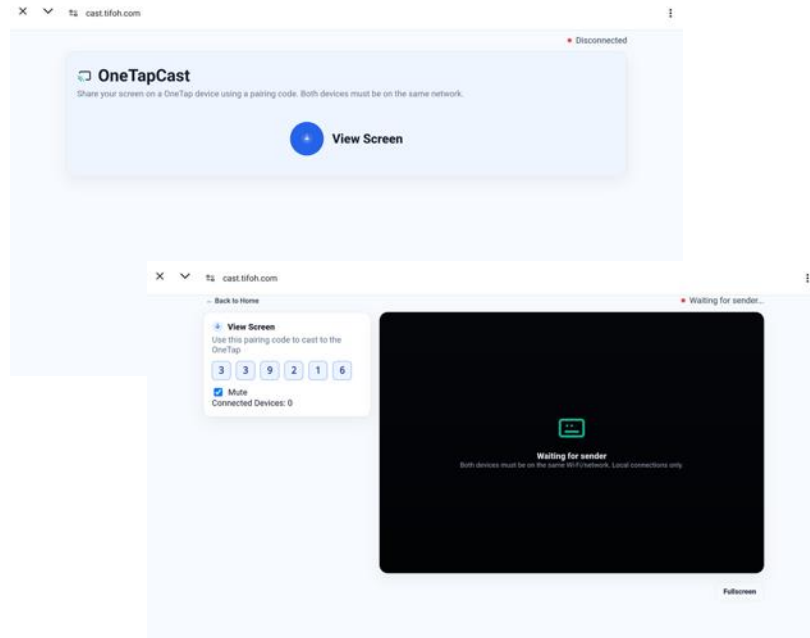 cast.tifoh.com
Disconnected
OneTapCast
Share your screen on a OneTap device using a pairing code. Both devices must be on the same network.
View Screen
cast.tifoh.com
← Back to Home
Waiting for sender...
View Screen
Use this pairing code to cast to the
OneTap
3 3 9 2 1 6
Mute
Connected Devices: 0
Waiting for sender
Both devices must be on the same Wi-Fi/network. Local connections only.
Fullscreen